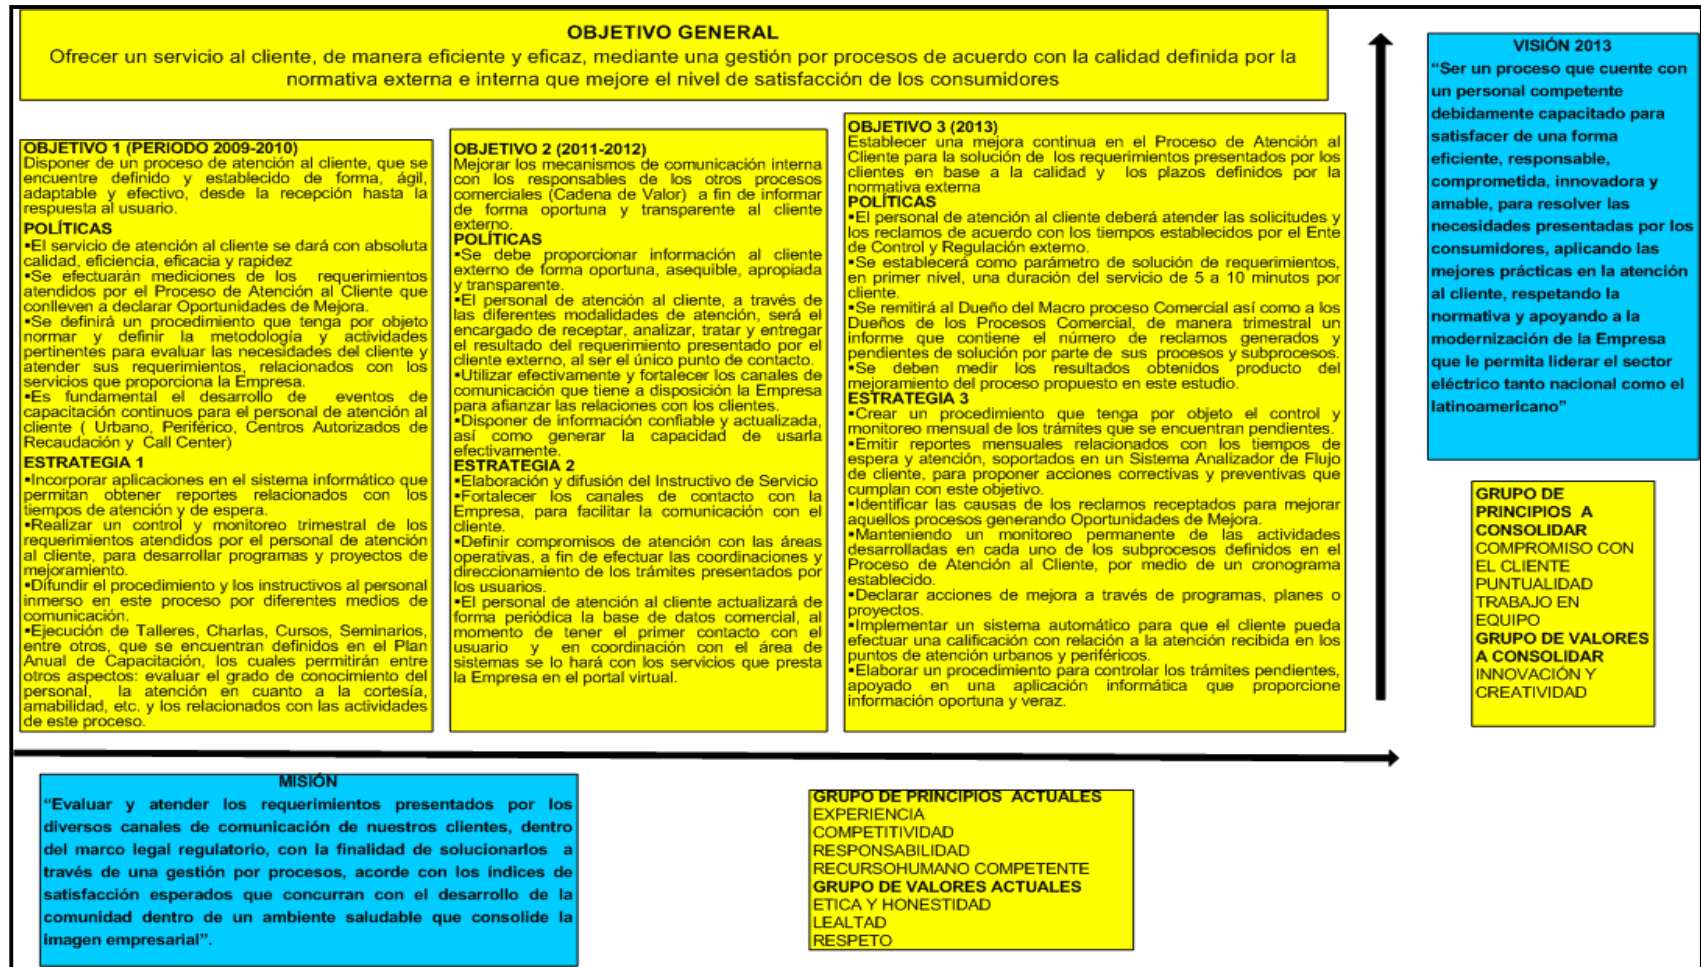 OBJETIVO GENERAL
Ofrecer un servicio al cliente, de manera eficiente y eficaz, mediante una gestión por procesos de acuerdo con la calidad definida por la
normativa externa e interna que mejore el nivel de satisfacción de los consumidores
OBJETIVO 1 (PERIODO 2009-2010)
Disponer de un proceso de atención al cliente, que se
encuentre definido y establecido de forma, ágil,
adaptable y efectivo, desde la recepción hasta la
respuesta al usuario.
POLÍTICAS
▪El servicio de atención al cliente se dará con absoluta
calidad, eficiencia, eficacia y rapidez
▪Se efectuarán mediciones de los requerimientos
atendidos por el Proceso de Atención al Cliente que
conlleven a declarar Oportunidades de Mejora.
▪Se definirá un procedimiento que tenga por objeto
normar y definir la metodología y actividades
pertinentes para evaluar las necesidades del cliente y
atender sus requerimientos, relacionados con los
servicios que proporciona la Empresa.
▪Es fundamental el desarrollo de eventos de
capacitación continuos para el personal de atención al
cliente ( Urbano, Periférico, Centros Autorizados de
Recaudación y Call Center)
ESTRATEGIA 1
▪Incorporar aplicaciones en el sistema informático que
permitan obtener reportes relacionados con los
tiempos de atención y de espera.
▪Realizar un control y monitoreo trimestral de los
requerimientos atendidos por el personal de atención
al cliente, para desarrollar programas y proyectos de
mejoramiento.
▪Difundir el procedimiento y los instructivos al personal
inmerso en este proceso por diferentes medios de
comunicación.
▪Ejecución de Talleres, Charlas, Cursos, Seminarios,
entre otros, que se encuentran definidos en el Plan
Anual de Capacitación, los cuales permitirán entre
otros aspectos: evaluar el grado de conocimiento del
personal, la atención en cuanto a la cortesía,
amabilidad, etc. y los relacionados con las actividades
de este proceso.
OBJETIVO 2 (2011-2012)
Mejorar los mecanismos de comunicación interna
con los responsables de los otros procesos
comerciales (Cadena de Valor) a fin de informar
de forma oportuna y transparente al cliente
externo.
POLÍTICAS
▪Se debe proporcionar información al cliente
externo de forma oportuna, asequible, apropiada
y transparente.
▪El personal de atención al cliente, a través de
las diferentes modalidades de atención, será el
encargado de receptar, analizar, tratar y entregar
el resultado del requerimiento presentado por el
cliente externo, al ser el único punto de contacto.
▪Utilizar efectivamente y fortalecer los canales de
comunicación que tiene a disposición la Empresa
para afianzar las relaciones con los clientes.
▪Disponer de información confiable y actualizada,
así como generar la capacidad de usarla
efectivamente.
ESTRATEGIA 2
▪Elaboración y difusión del Instructivo de Servicio
▪Fortalecer los canales de contacto con la
Empresa, para facilitar la comunicación con el
cliente.
▪Definir compromisos de atención con las áreas
operativas, a fin de efectuar las coordinaciones y
direccionamiento de los trámites presentados por
los usuarios.
▪El personal de atención al cliente actualizará de
forma periódica la base de datos comercial, al
momento de tener el primer contacto con el
usuario y en coordinación con el área de
sistemas se lo hará con los servicios que presta
la Empresa en el portal virtual.
OBJETIVO 3 (2013)
Establecer una mejora continua en el Proceso de Atención al
Cliente para la solución de los requerimientos presentados por los
clientes en base a la calidad y los plazos definidos por la
normativa externa
POLÍTICAS
▪El personal de atención al cliente deberá atender las solicitudes y
los reclamos de acuerdo con los tiempos establecidos por el Ente
de Control y Regulación externo.
▪Se establecerá como parámetro de solución de requerimientos,
en primer nivel, una duración del servicio de 5 a 10 minutos por
cliente.
▪Se remitirá al Dueño del Macro proceso Comercial así como a los
Dueños de los Procesos Comercial, de manera trimestral un
informe que contiene el número de reclamos generados y
pendientes de solución por parte de sus procesos y subprocesos.
▪Se deben medir los resultados obtenidos producto del
mejoramiento del proceso propuesto en este estudio.
ESTRATEGIA 3
▪Crear un procedimiento que tenga por objeto el control y
monitoreo mensual de los trámites que se encuentran pendientes.
▪Emitir reportes mensuales relacionados con los tiempos de
espera y atención, soportados en un Sistema Analizador de Flujo
de cliente, para proponer acciones correctivas y preventivas que
cumplan con este objetivo.
▪Identificar las causas de los reclamos receptados para mejorar
aquellos procesos generando Oportunidades de Mejora.
▪Manteniendo un monitoreo permanente de las actividades
desarrolladas en cada uno de los subprocesos definidos en el
Proceso de Atención al Cliente, por medio de un cronograma
establecido.
▪Declarar acciones de mejora a través de programas, planes o
proyectos.
▪Implementar un sistema automático para que el cliente pueda
efectuar una calificación con relación a la atención recibida en los
puntos de atención urbanos y periféricos.
▪Elaborar un procedimiento para controlar los trámites pendientes,
apoyado en una aplicación informática que proporcione
información oportuna y veraz.
VISIÓN 2013
“Ser un proceso que cuente con
un personal competente
debidamente capacitado para
satisfacer de una forma
eficiente, responsable,
comprometida, innovadora y
amable, para resolver las
necesidades presentadas por los
consumidores, aplicando las
mejores prácticas en la atención
al cliente, respetando la
normativa y apoyando a la
modernización de la Empresa
que le permita liderar el sector
eléctrico tanto nacional como el
latinoamericano”
GRUPO DE
PRINCIPIOS A
CONSOLIDAR
COMPROMISO CON
EL CLIENTE
PUNTUALIDAD
TRABAJO EN
EQUIPO
GRUPO DE VALORES
A CONSOLIDAR
INNOVACIÓN Y
CREATIVIDAD
MISIÓN
“Evaluar y atender los requerimientos presentados por los
diversos canales de comunicación de nuestros clientes, dentro
del marco legal regulatorio, con la finalidad de solucionarlos a
través de una gestión por procesos, acorde con los índices de
satisfacción esperados que concurran con el desarrollo de la
comunidad dentro de un ambiente saludable que consolide la
imagen empresarial”.
GRUPO DE PRINCIPIOS ACTUALES
EXPERIENCIA
COMPETITIVIDAD
RESPONSABILIDAD
RECURSOHUMANO COMPETENTE
GRUPO DE VALORES ACTUALES
ETICA Y HONESTIDAD
LEALTAD
RESPETO